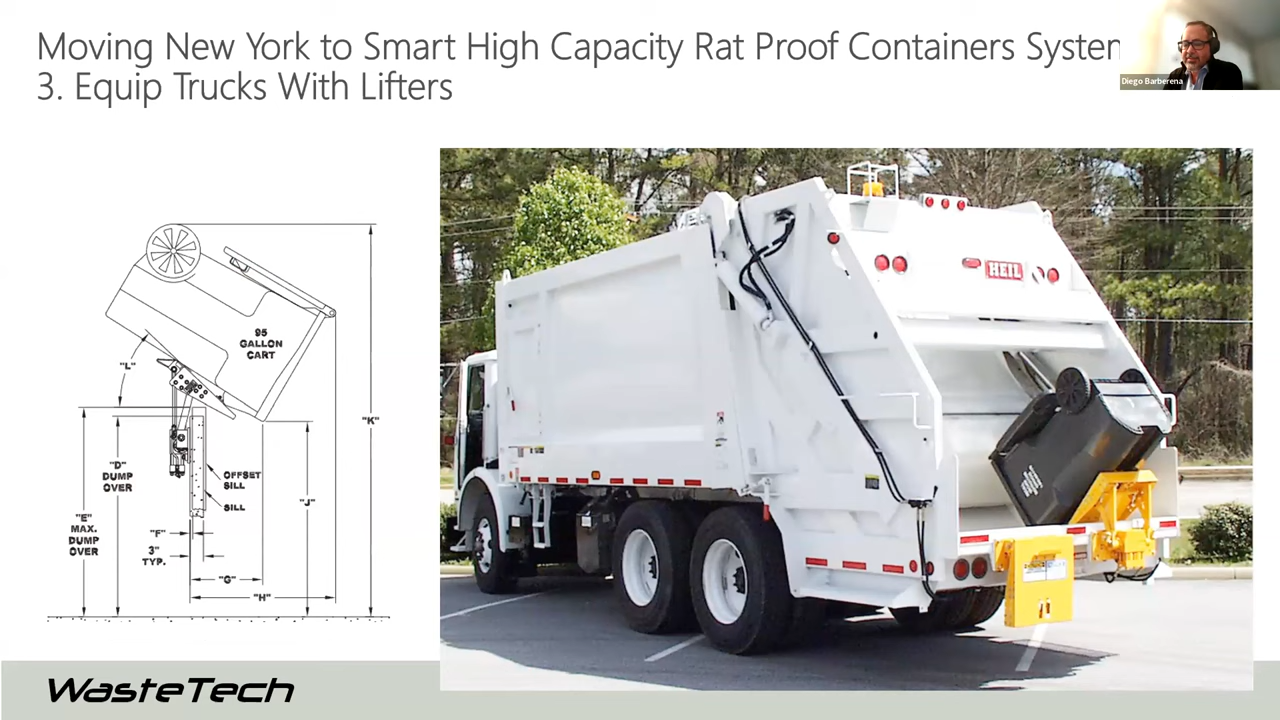 Moving New York to Smart High Capacity Rat Proof Containers System
3. Equip Trucks With Lifters
Diego Barberena
95
GALLON
CART
"L"
"K"
"D"
DUMP
OVER
OFFSET
SILL
SILL
"J"
"E"
MAX.
DUMP
OVER
"F"
3"
TYP.
"G"
"H"
HEIL
WasteTech